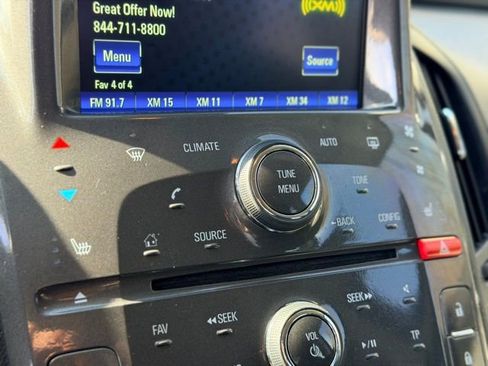 Great Offer Now!
((XM))
844-711-8800
Menu
Source
Fav 4 of 4
FM 91.7 XM 15 XM 11 XM 7 XM 34 XM 12
CLIMATE
AUTO
TUNE
MENU
TONE
SOURCE
BACK
CONFIG
FAV
SEEK
SEEK
VOL
TP